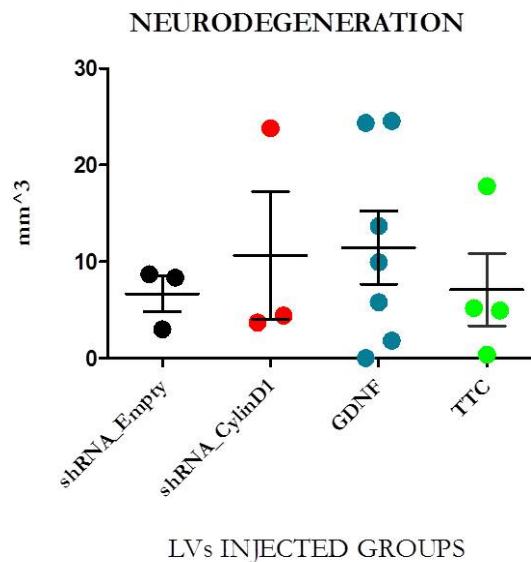 NEURODEGENERATION
mm^3
30
20
10
0
shRNA_Empty
shRNA_CylinD1
GDNF
TTC
LVs INJECTED GROUPS